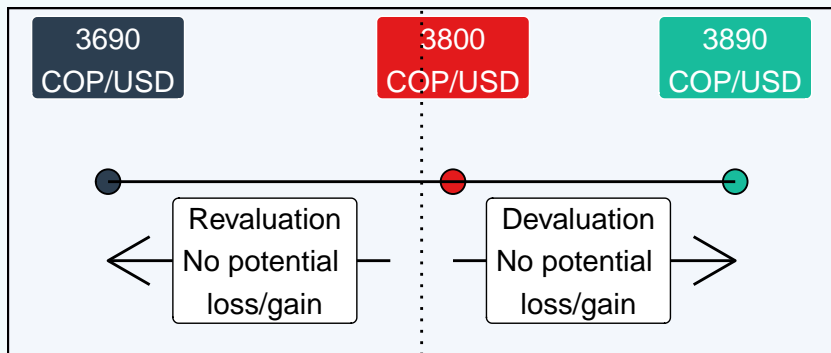 3690
COP/USD
3800
COP/USD
3890
COP/USD
Revaluation
No potential
loss/gain
Devaluation
No potential
loss/gain